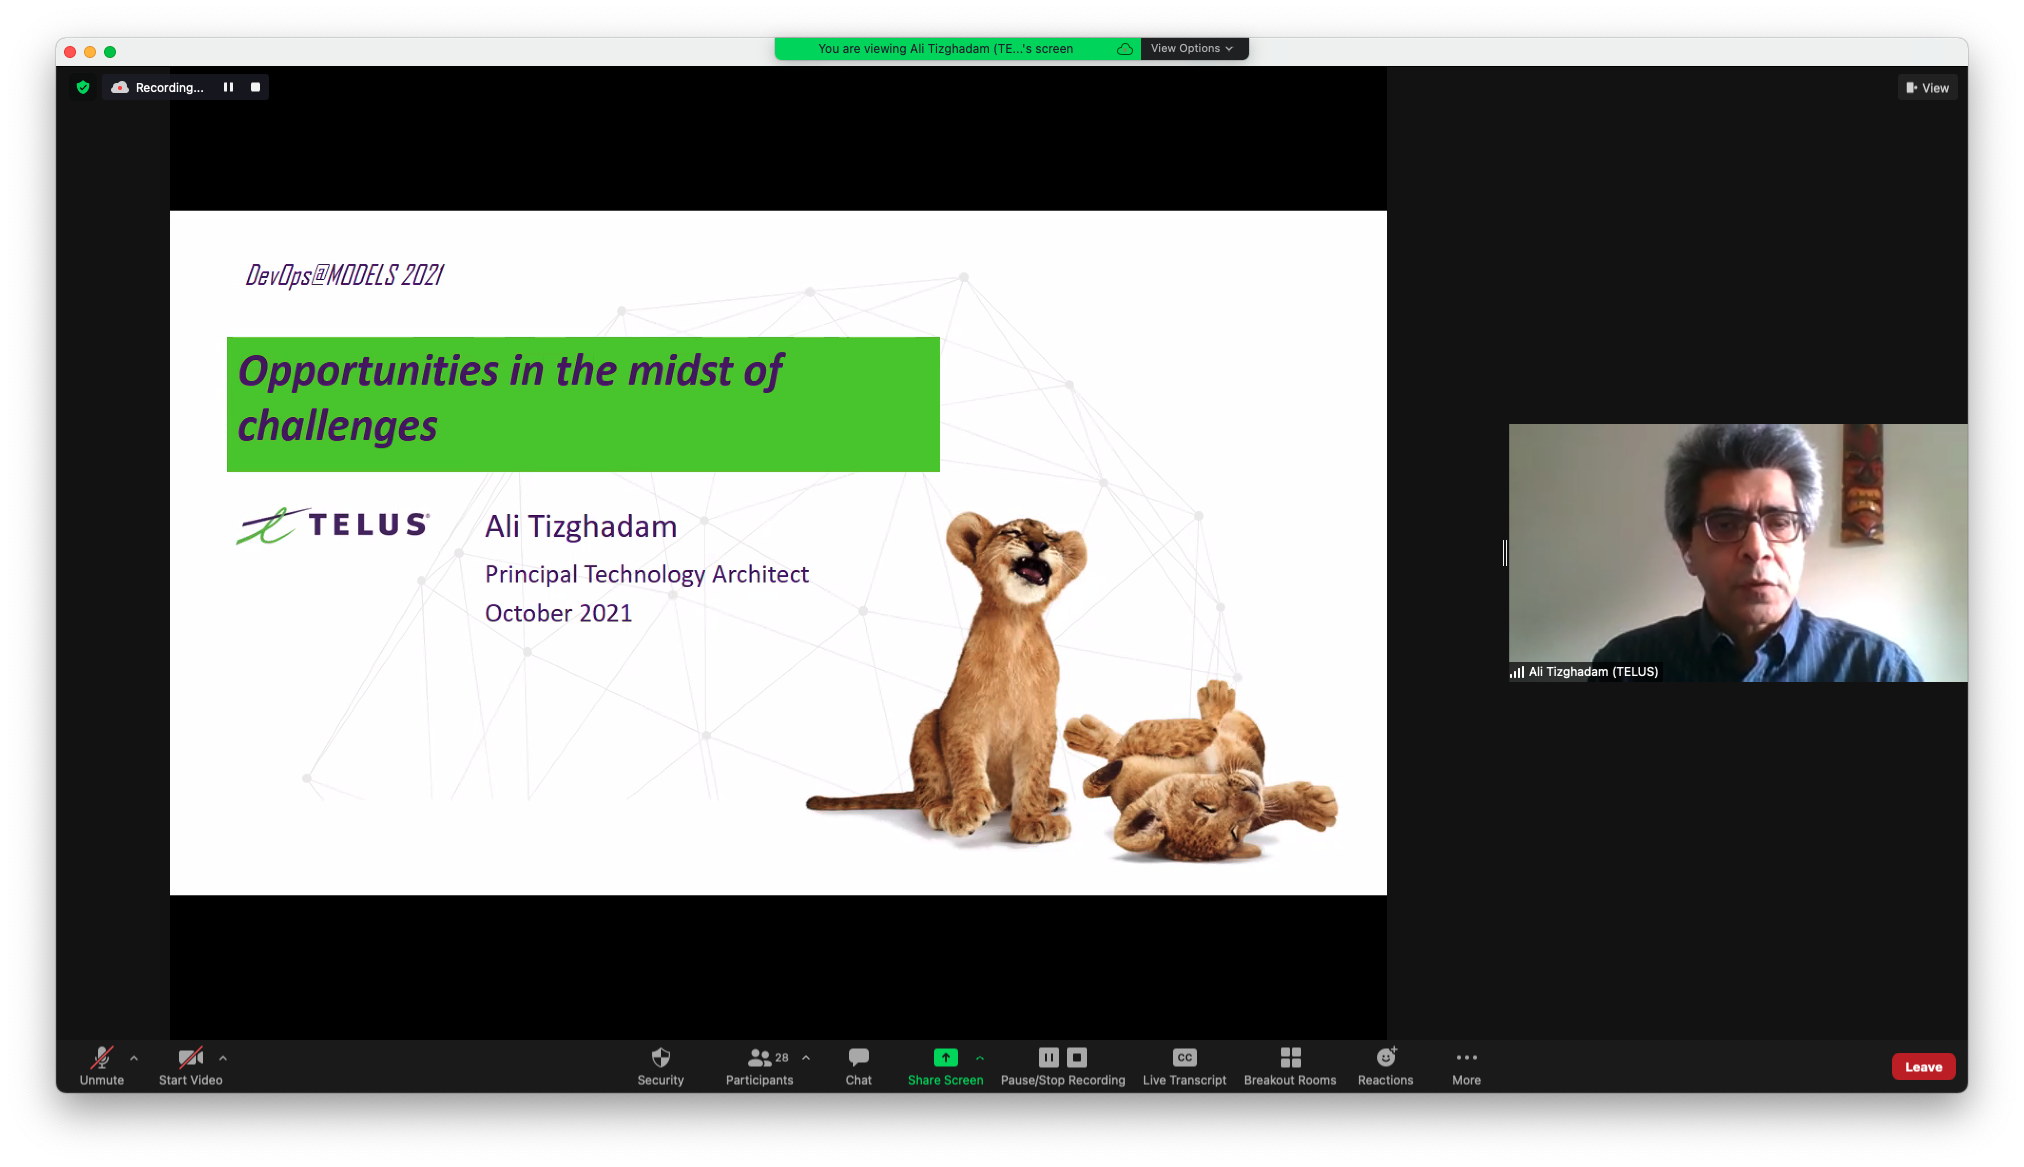 You are viewing Ali Tizghadam (TE...'s screen
View Options
Recording...
View
DevOps@MODELS 2021
Opportunities in the midst of
challenges
TELUS®
Ali Tizghadam
Principal Technology Architect
October 2021
Ali Tizghadam (TELUS)
Unmute
Start Video
Security
28
Participants
Chat
Share Screen
Pause/Stop Recording
CC
Live Transcript
Breakout Rooms
Reactions
More
Leave